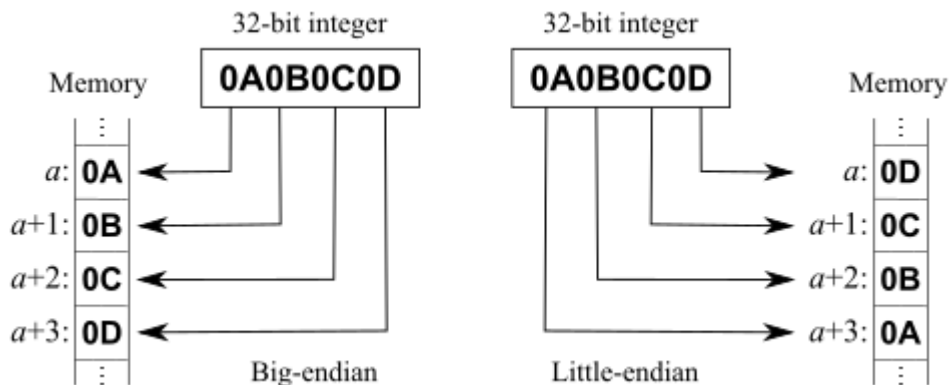 32-bit integer
0A0B0C0D
Memory
⋮
a: 0A
a+1: 0B
a+2: 0C
a+3: 0D
⋮
Big-endian
32-bit integer
0A0B0C0D
Memory
⋮
a: 0D
a+1: 0C
a+2: 0B
a+3: 0A
⋮
Little-endian